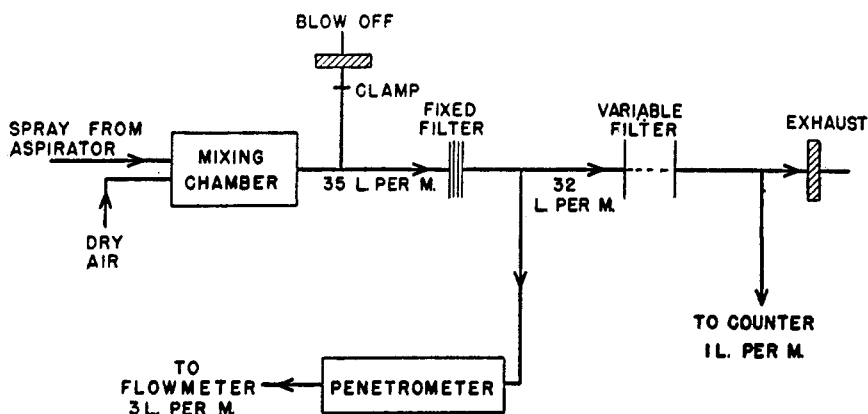 BLOW OFF
CLAMP
FIXED
FILTER
VARIABLE
FILTER
EXHAUST
SPRAY FROM
ASPIRATOR
MIXING
CHAMBER
35 L PER M.
32
L. PER M.
DRY
AIR
TO COUNTER
1 L. PER M.
TO
FLOWMETER
3 L. PER M.
PENETROMETER